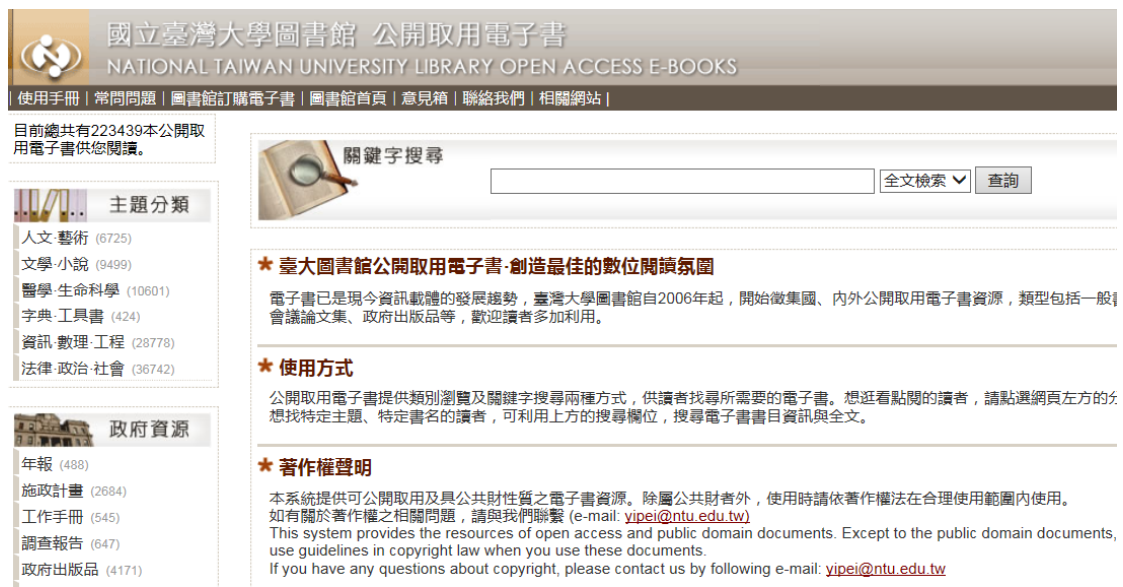 國立臺灣大學圖書館 公開取用電子書
NATIONAL TAIWAN UNIVERSITY LIBRARY OPEN ACCESS E-BOOKS
| 使用手冊 | 常問問題 | 圖書館訂購電子書 | 圖書館首頁 | 意見箱 | 聯絡我們 | 相關網站 |
目前總共有223439本公開取
用電子書供您閱讀。
主題分類
人文‧藝術 (6725)
文學‧小說 (9499)
醫學‧生命科學 (10601)
字典‧工具書 (424)
資訊‧數理‧工程 (28778)
法律‧政治‧社會 (36742)
政府資源
年報 (488)
施政計畫 (2684)
工作手冊 (545)
調查報告 (647)
政府出版品 (4171)
關鍵字搜尋
全文檢索 查詢
臺大圖書館公開取用電子書‧創造最佳的數位閱讀氛圍
電子書已是現今資訊載體的發展趨勢，臺灣大學圖書館自2006年起，開始徵集國、內外公開取用電子書資源，類型包括一般
會議論文集、政府出版品等，歡迎讀者多加利用。
使用方式
公開取用電子書提供類別瀏覽及關鍵字搜尋兩種方式，供讀者找尋所需要的電子書。想逛看點閱的讀者，請點選網頁左方的分
想找特定主題、特定書名的讀者，可利用上方的搜尋欄位，搜尋電子書書目資訊與全文。
著作權聲明
本系統提供可公開取用及具公共財性質之電子書資源。除屬公共財者外，使用時請依著作權法在合理使用範圍內使用。
如有關於著作權之相關問題，請與我們聯繫 (e-mail: yipei@ntu.edu.tw)
This system provides the resources of open access and public domain documents. Except to the public domain documents,
use guidelines in copyright law when you use these documents.
If you have any questions about copyright, please contact us by following e-mail: yipei@ntu.edu.tw